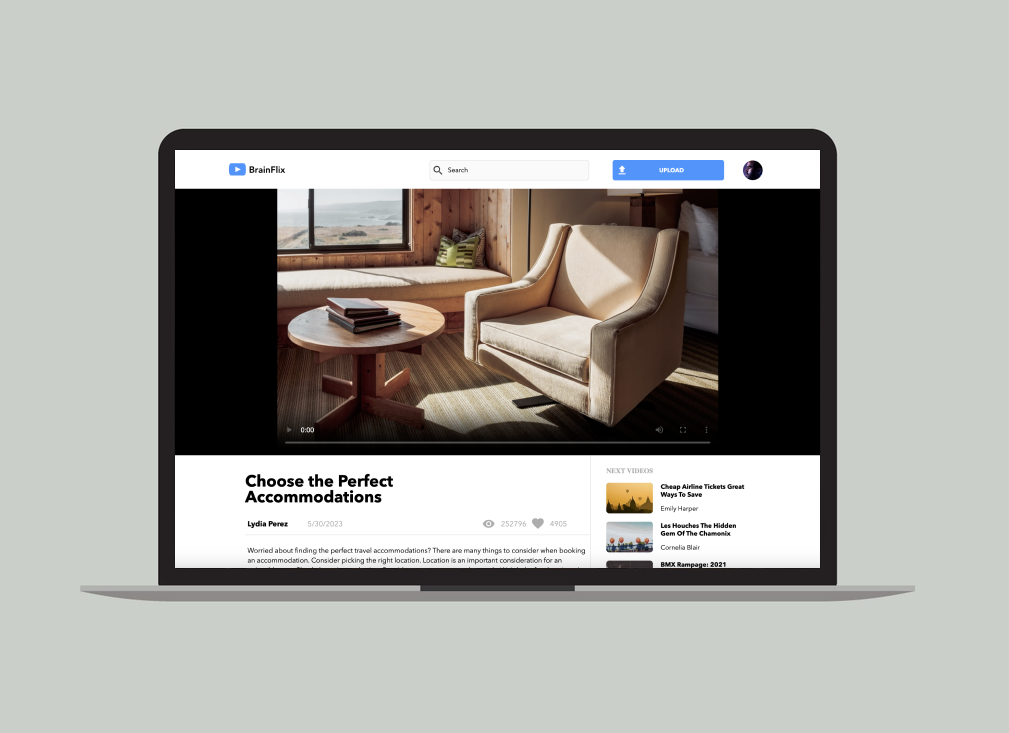 BrainFlix
Search
UPLOAD
0:00
Choose the Perfect
Accommodations
Lydia Perez 5/30/2023 252796 4905
Worried about finding the perfect travel accommodations? There are many things to consider when booking
an accommodation. Consider picking the right location. Location is an important consideration for an
NEXT VIDEOS
Cheap Airline Tickets Great
Ways To Save
Emily Harper
Les Houches The Hidden
Gem Of The Chamonix
Cornelia Blair
BMX Rampage: 2021